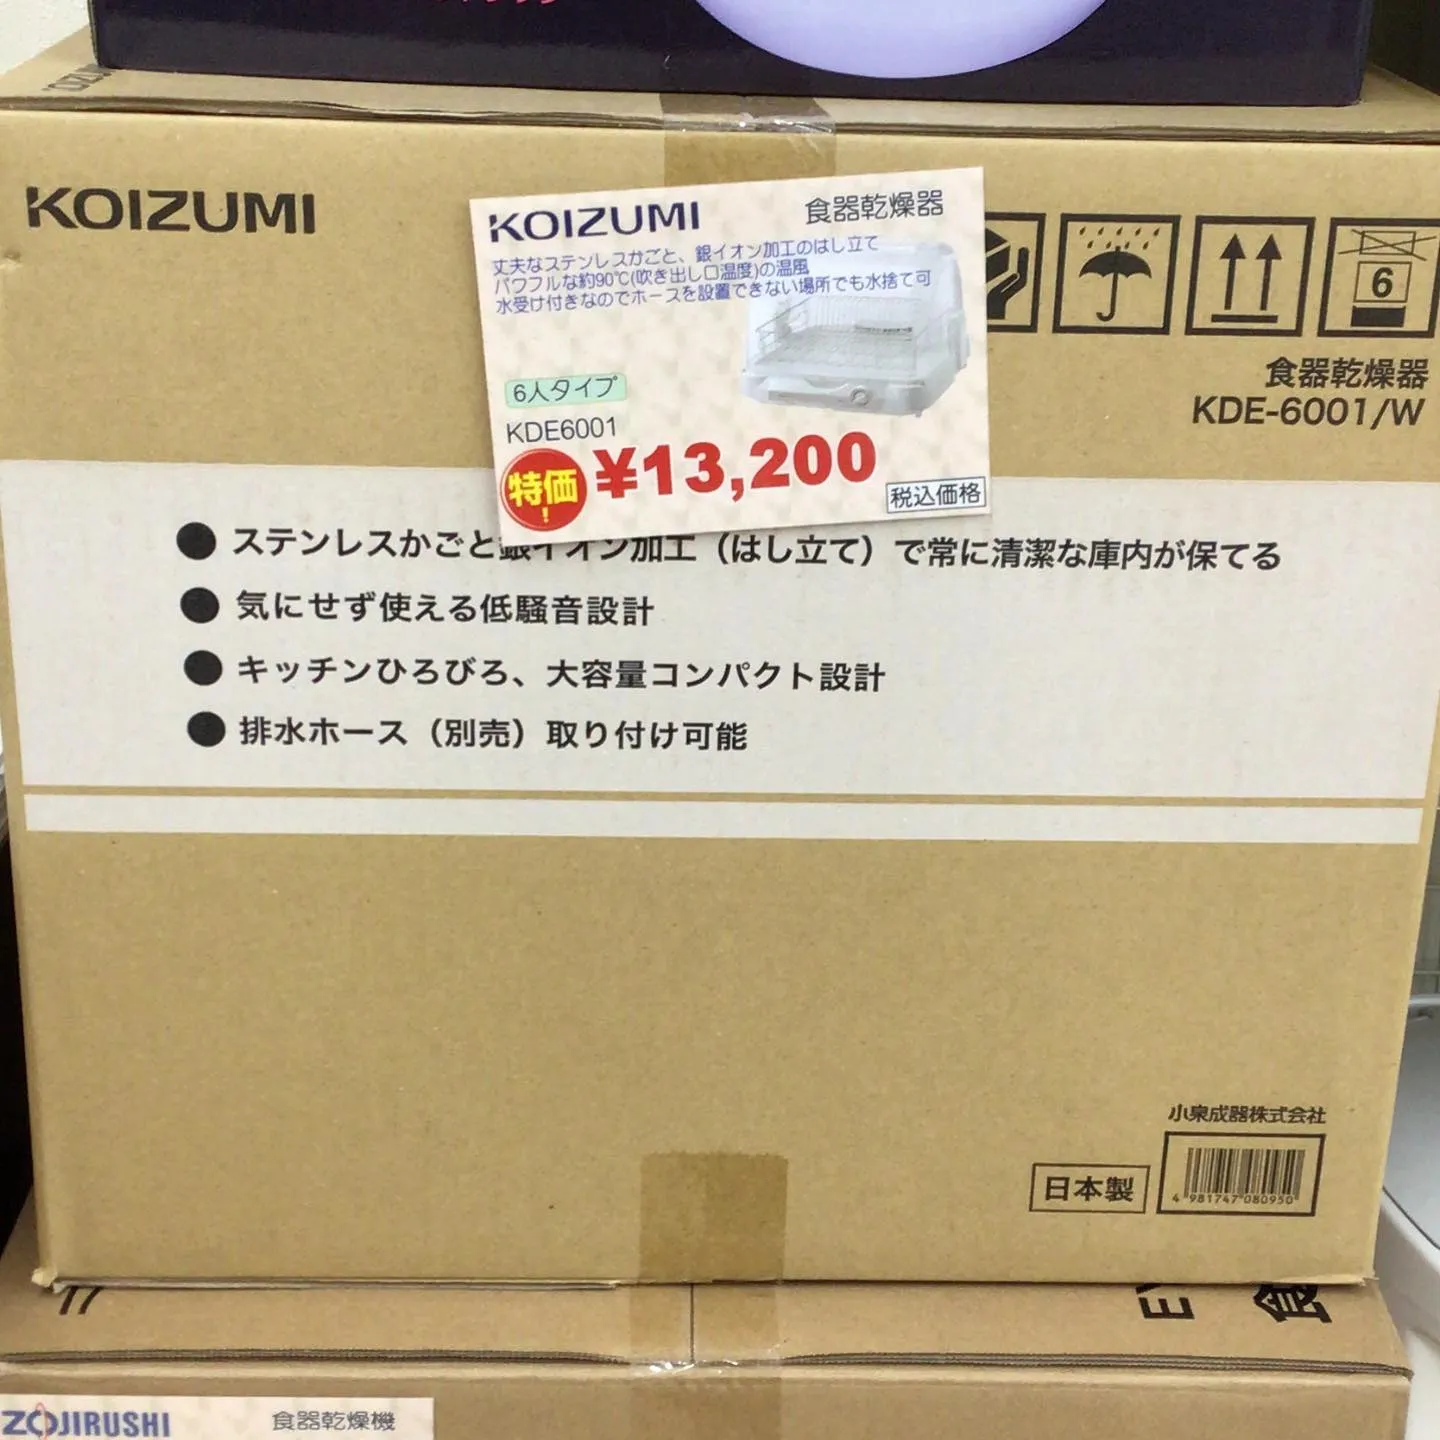 KOIZUMI
KOIZUMI 食器乾燥器
丈夫なステンレスかごと、銀イオン加工のはし立て
パワフルな約90℃(吹き出し口温度)の温風
水受け付きなのでホースを設置できない場所でも水捨て可
6人タイプ
KDE6001
特価! ¥13,200
税込価格
6
食器乾燥器
KDE-6001/W
●ステンレスかごと銀イオン加工（はし立て）で常に清潔な庫内が保てる
●気にせず使える低騒音設計
●キッチンひろびろ、大容量コンパクト設計
●排水ホース（別売）取り付け可能
小泉成器株式会社
日本製
4 981747 080950
EY 食
ZOJIRUSHI 食器乾燥機